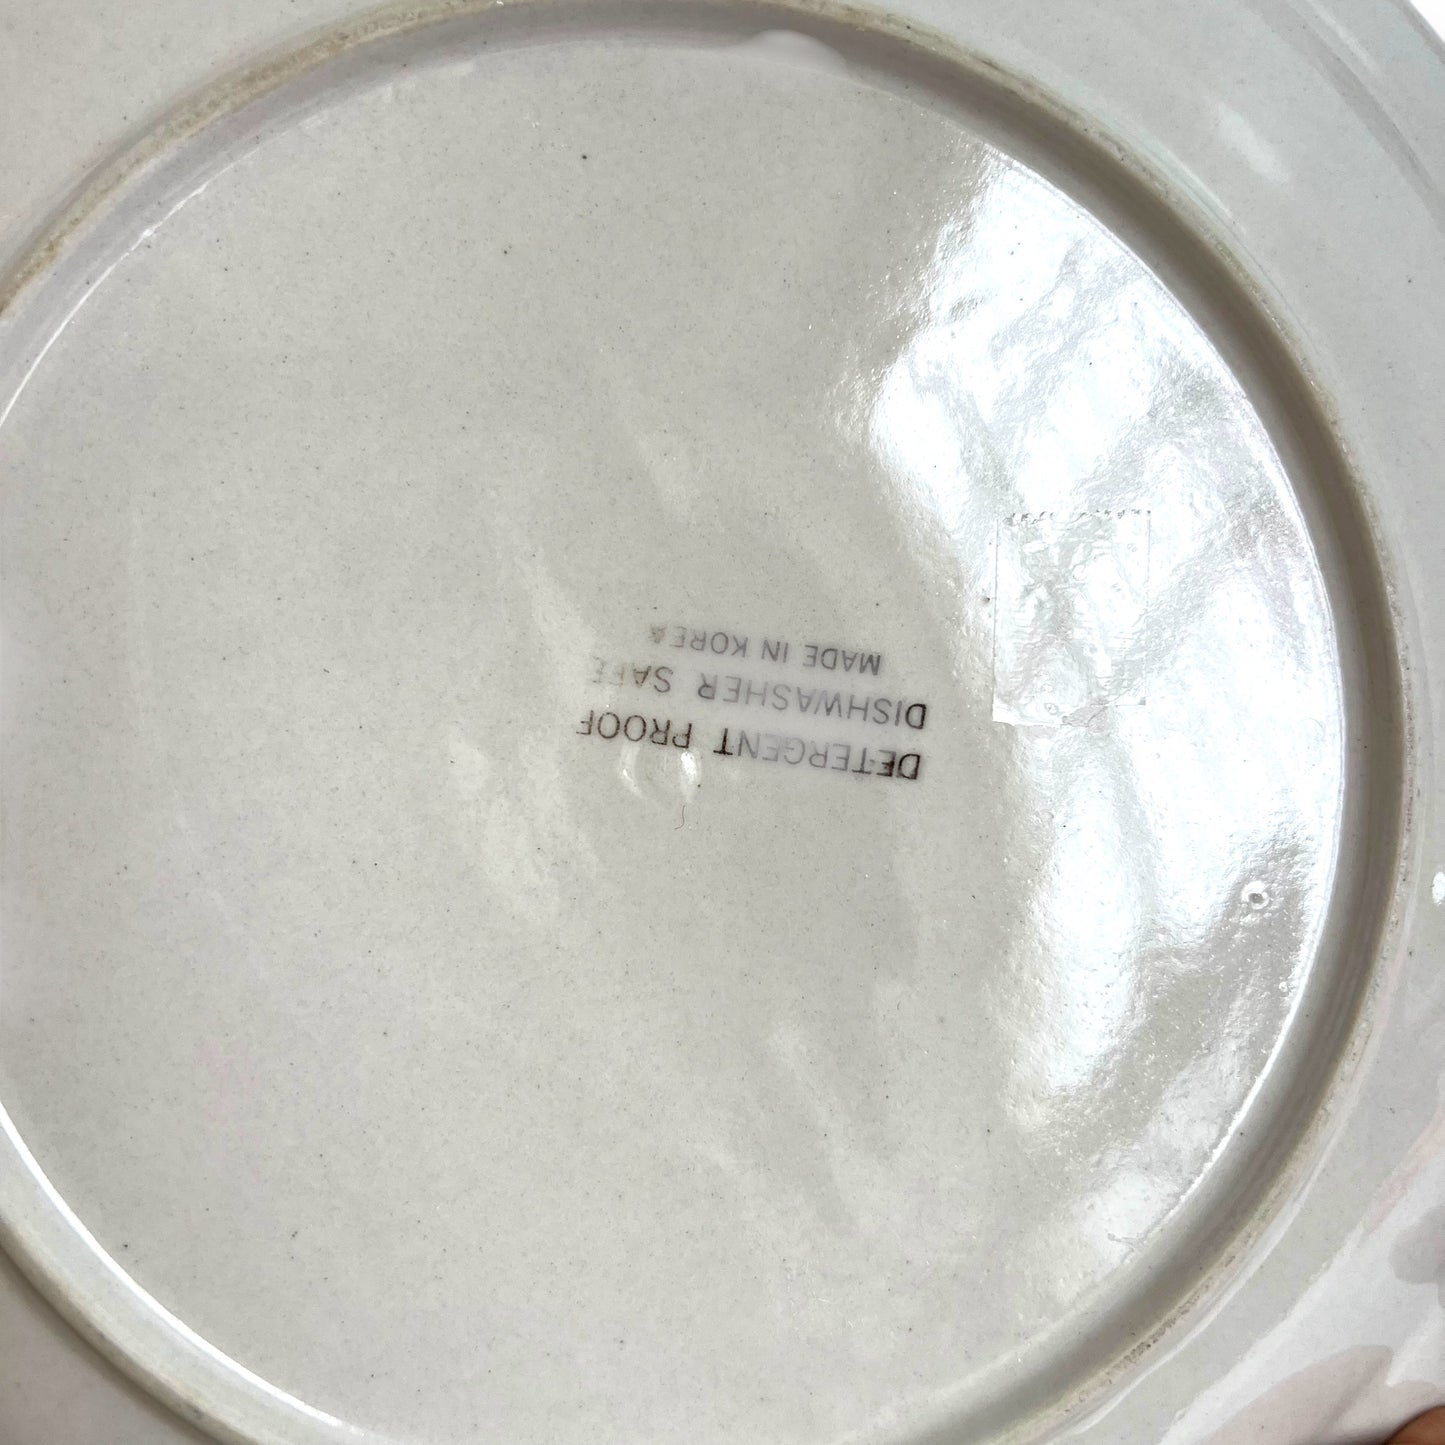 DETERGENT PROOF
DISHWASHER SAFE
MADE IN KOREA